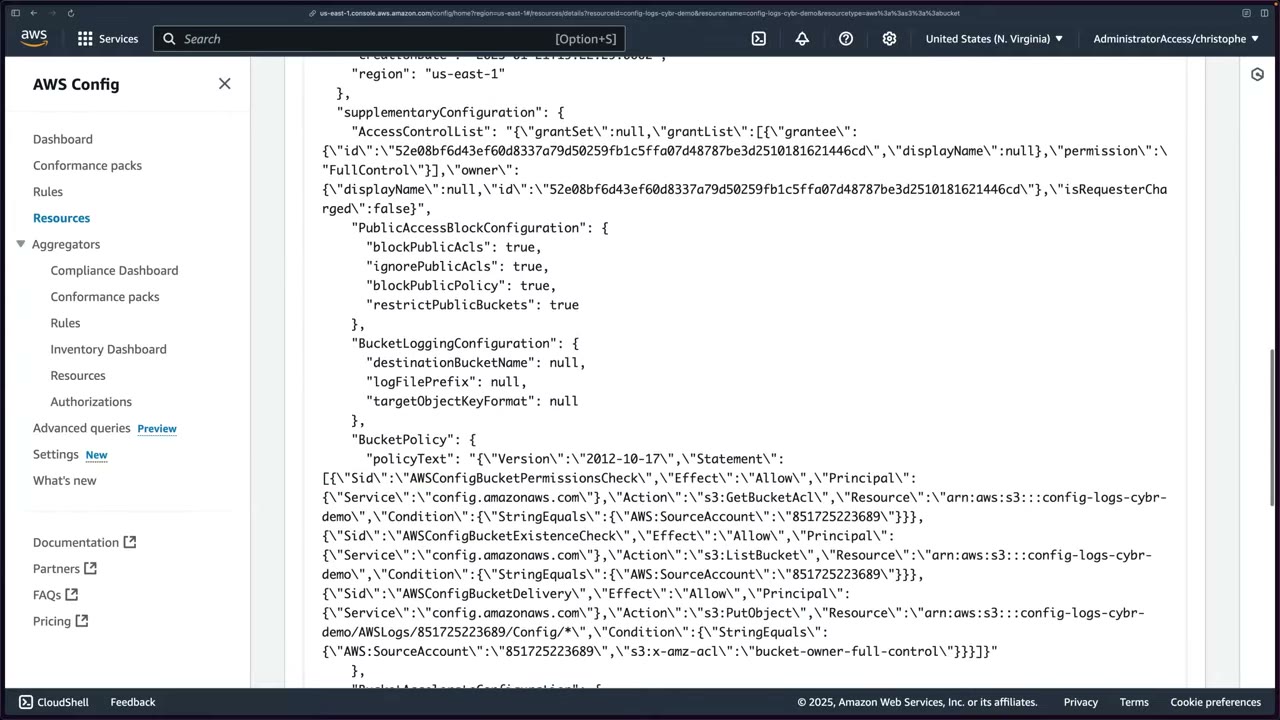 us-east-1.console.aws.amazon.com/config/home?region=us-east-1#/resources/details?resourceid=config-logs-cybr-demo&resourcename=config-logs-cybr-demo&resourcetype=aws%3a%3as3%3a%3abucket
aws
Services
Search
[Option+S]
United States (N. Virginia)
AdministratorAccess/christophe
AWS Config
Dashboard
Conformance packs
Rules
Resources
Aggregators
Compliance Dashboard
Conformance packs
Rules
Inventory Dashboard
Resources
Authorizations
Advanced queries Preview
Settings New
What's new
Documentation
Partners
FAQs
Pricing
"region": "us-east-1"
},
"supplementaryConfiguration": {
"AccessControlList": "{\"grantSet\":null,\"grantList\":[{\"grantee\":
{\"id\":\"52e08bf6d43ef60d8337a79d50259fb1c5ffa07d48787be3d2510181621446cd\",\"displayName\":null},\"permission\":\
"FullControl\"}],\"owner\":
{\"displayName\":null,\"id\":\"52e08bf6d43ef60d8337a79d50259fb1c5ffa07d48787be3d2510181621446cd\"},\"isRequesterCha
rged\":false}",
"PublicAccessBlockConfiguration": {
"blockPublicAcls": true,
"ignorePublicAcls": true,
"blockPublicPolicy": true,
"restrictPublicBuckets": true
},
"BucketLoggingConfiguration": {
"destinationBucketName": null,
"logFilePrefix": null,
"targetObjectKeyFormat": null
},
"BucketPolicy": {
"policyText": "{\"Version\":\"2012-10-17\",\"Statement\":
[{\"Sid\":\"AWSConfigBucketPermissionsCheck\",\"Effect\":\"Allow\",\"Principal\":
{\"Service\":\"config.amazonaws.com\"},\"Action\":\"s3:GetBucketAcl\",\"Resource\":\"arn:aws:s3:::config-logs-cybr-
demo\",\"Condition\":{\"StringEquals\":{\"AWS:SourceAccount\":\"851725223689\"}}},
{\"Sid\":\"AWSConfigBucketExistenceCheck\",\"Effect\":\"Allow\",\"Principal\":
{\"Service\":\"config.amazonaws.com\"},\"Action\":\"s3:ListBucket\",\"Resource\":\"arn:aws:s3:::config-logs-cybr-
demo\",\"Condition\":{\"StringEquals\":{\"AWS:SourceAccount\":\"851725223689\"}}},
{\"Sid\":\"AWSConfigBucketDelivery\",\"Effect\":\"Allow\",\"Principal\":
{\"Service\":\"config.amazonaws.com\"},\"Action\":\"s3:PutObject\",\"Resource\":\"arn:aws:s3:::config-logs-cybr-
demo/AWSLogs/851725223689/Config/*\",\"Condition\":{\"StringEquals\":
{\"AWS:SourceAccount\":\"851725223689\",\"s3:x-amz-acl\":\"bucket-owner-full-control\"}}}]}"
},
CloudShell
Feedback
© 2025, Amazon Web Services, Inc. or its affiliates.
Privacy
Terms
Cookie preferences